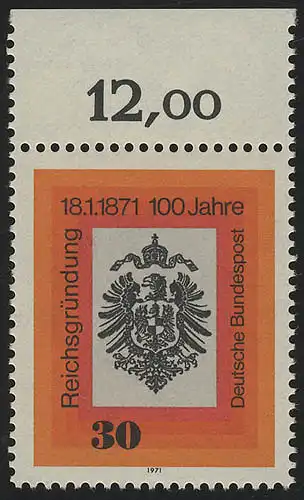 12,00
18.1.1871 100 Jahre
Reichsgründung
Deutsche Bundespost
30
1971